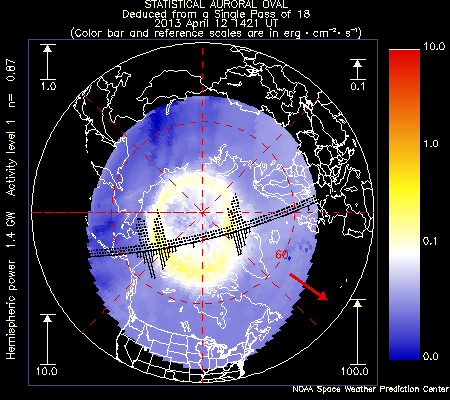 STATISTICAL AURORAL OVAL
Deduced from a Single Pass of 18
2013 April 12 1421 UT
(Color bar and reference scales are in erg · cm⁻² · s⁻¹)
1.0
0.1
10.0
1.0
0.1
0.0
Hemispheric power 1.4 GW Activity level 1 n= 0.87
60
10.0
100.0
NOAA Space Weather Prediction Center